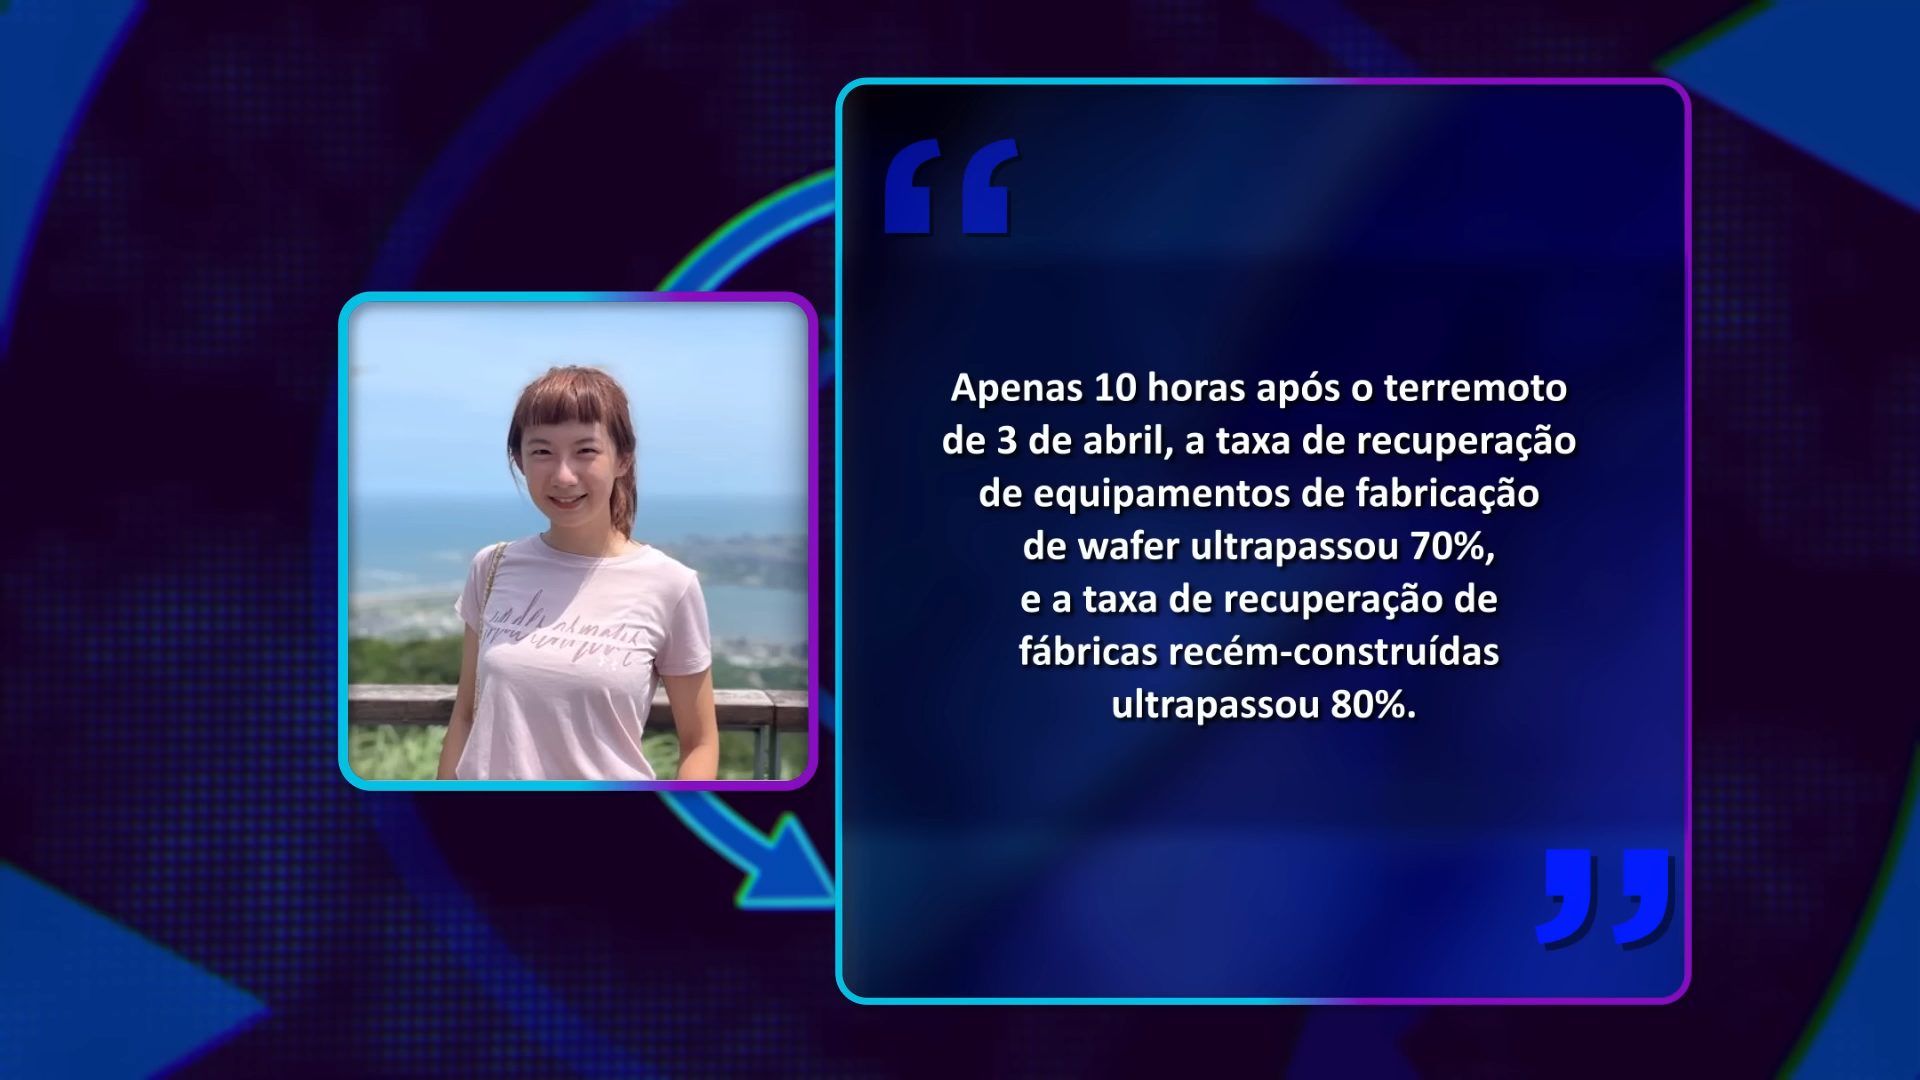 “
Apenas 10 horas após o terremoto
de 3 de abril, a taxa de recuperação
de equipamentos de fabricação
de wafer ultrapassou 70%,
e a taxa de recuperação de
fábricas recém-construídas
ultrapassou 80%.
”